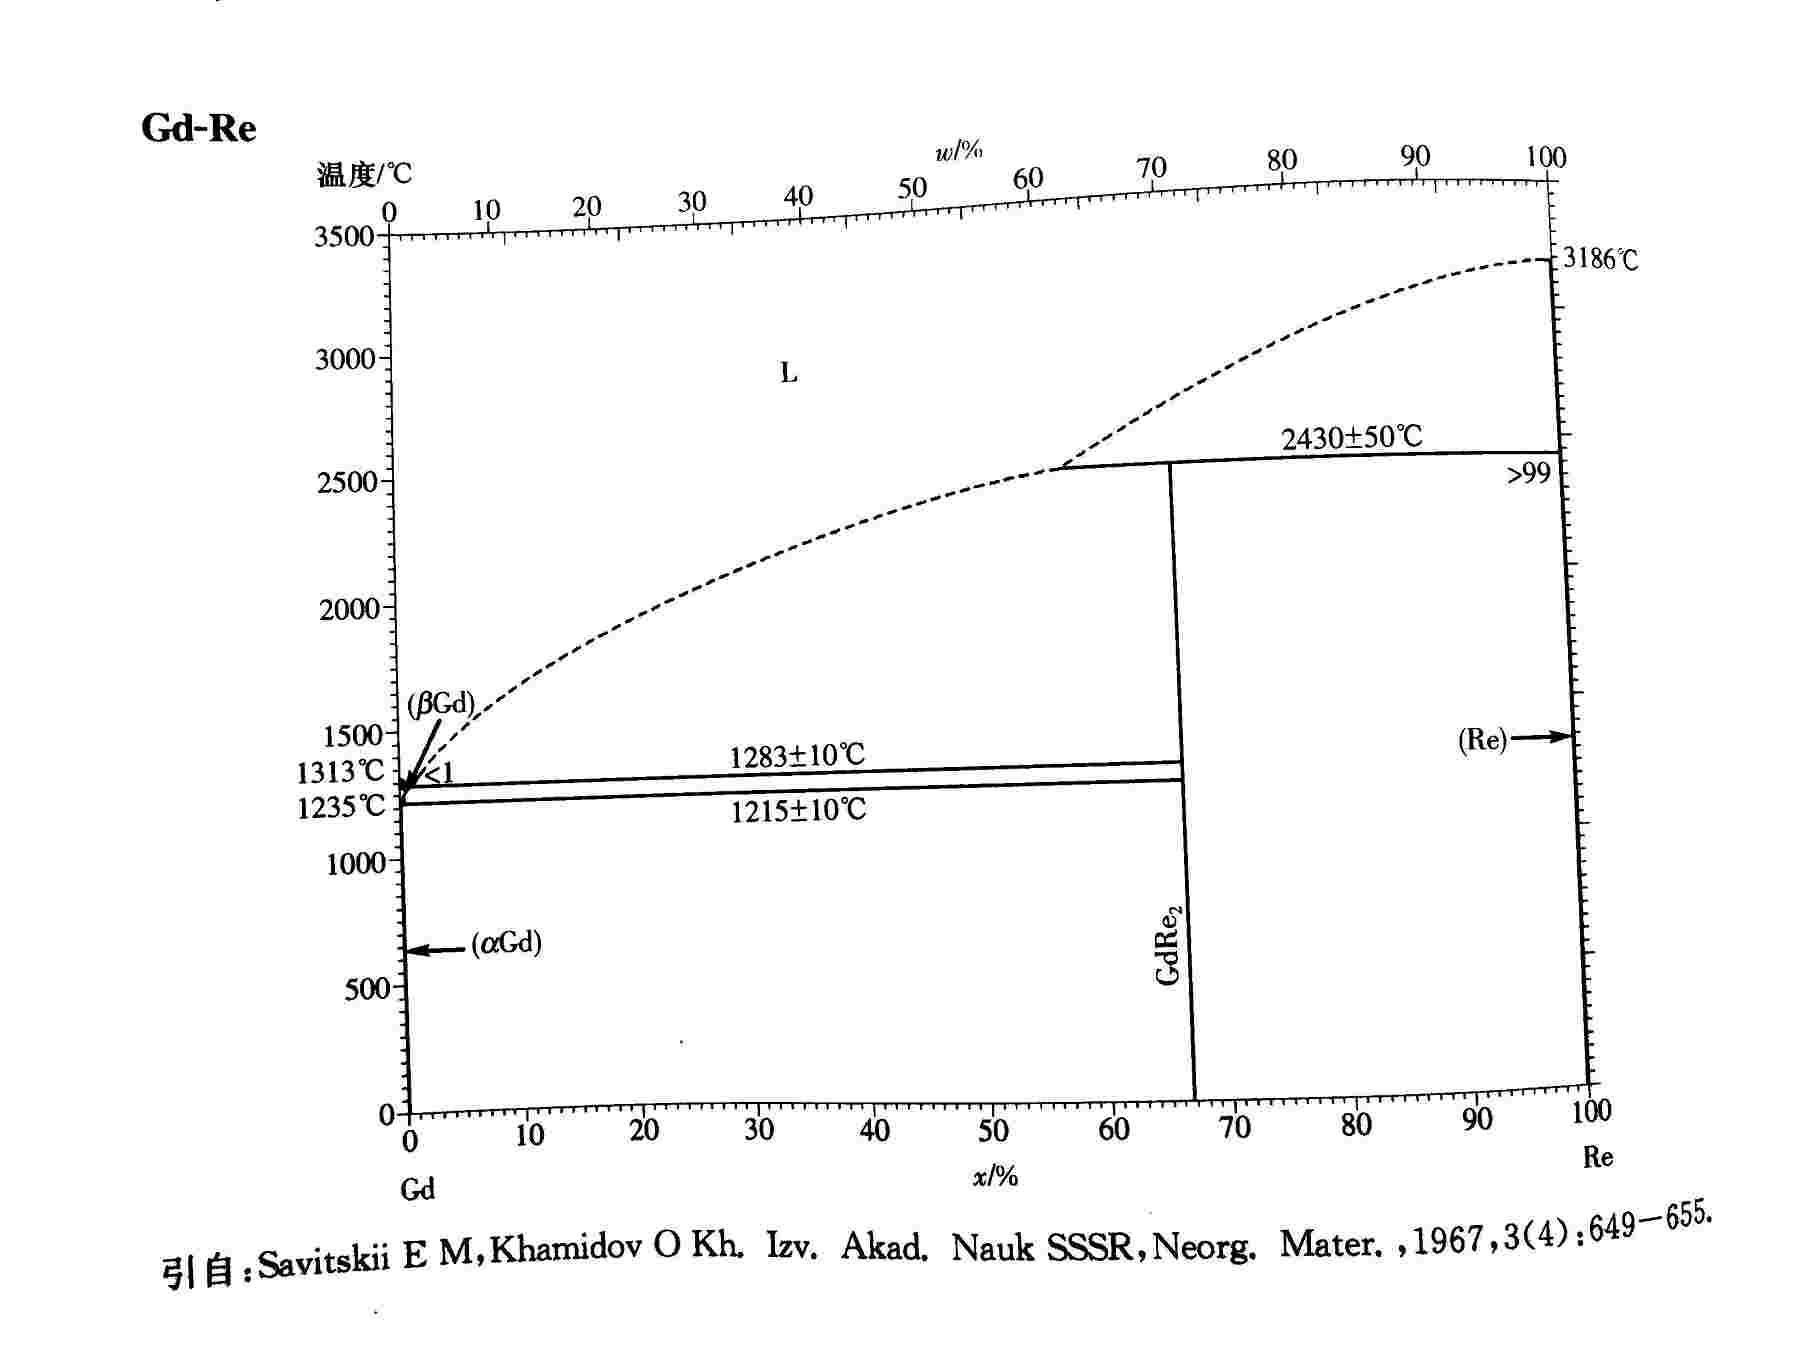 Gd-Re
温度/℃
w/%
0 10 20 30 40 50 60 70 80 90 100
3500
3186℃
3000
L
2430±50℃
2500
>99
2000
(βGd)
1500
(Re)
1283±10℃
1313℃
<1
1235℃
1215±10℃
1000
(αGd)
GdRe₂
500
0
0 10 20 30 40 50 60 70 80 90 100
Gd
x/%
Re
引自:Savitskii E M,Khamidov O Kh. Izv. Akad. Nauk SSSR,Neorg. Mater. ,1967,3(4):649-655.